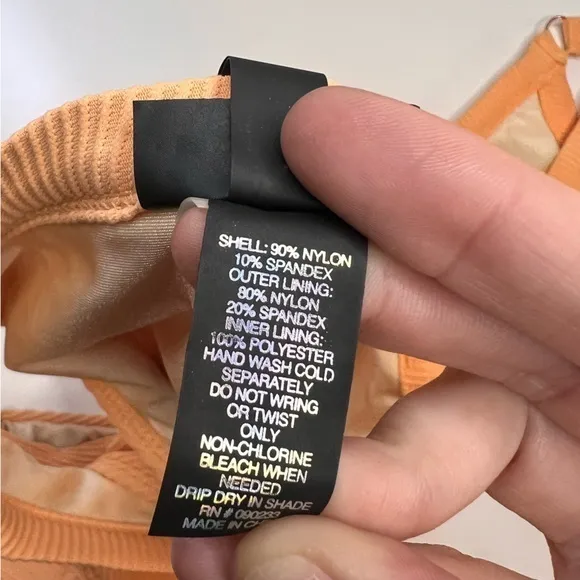 SHELL: 90% NYLON
10% SPANDEX
OUTER LINING:
80% NYLON
20% SPANDEX
INNER LINING:
100% POLYESTER
HAND WASH COLD
SEPARATELY
DO NOT WRING
OR TWIST
ONLY
NON-CHLORINE
BLEACH WHEN
NEEDED
DRIP DRY IN SHADE
RN # 090233
MADE IN